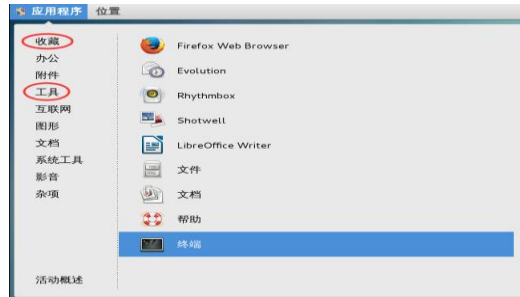 应用程序 位置
收藏
办公
附件
工具
互联网
图形
文档
系统工具
影音
杂项
活动概述
Firefox Web Browser
Evolution
Rhythmbox
Shotwell
LibreOffice Writer
文件
文档
帮助
终端